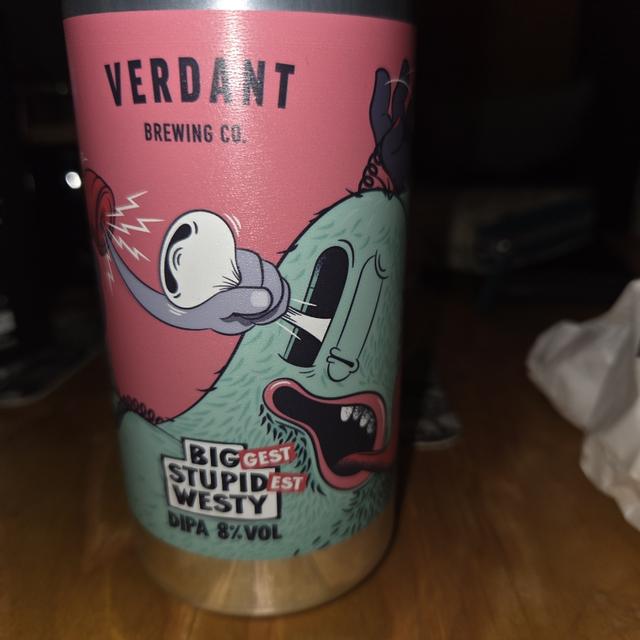 VERDANT
BREWING CO.
BIGGEST
STUPIDEST
WESTY
DIPA 8% VOL